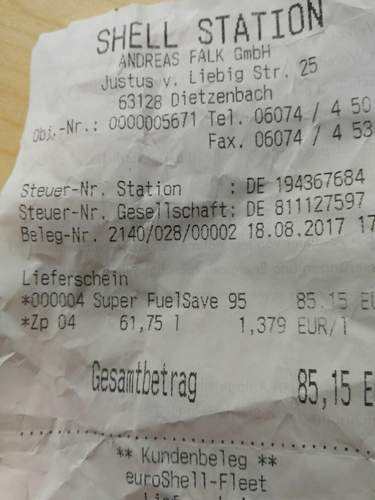 SHELL STATION
ANDREAS FALK GmbH
Justus v. Liebig Str. 25
63128 Dietzenbach
Obj.-Nr.: 0000005671 Tel. 06074 / 4 50
Fax. 06074 / 4 53
Steuer-Nr. Station : DE 194367684
Steuer-Nr. Gesellschaft: DE 811127597
Beleg-Nr. 2140/028/00002 18.08.2017 17
Lieferschein
*000004 Super FuelSave 95 85.15 EU
*Zp 04 61,75 l 1,379 EUR/l
Gesamtbetrag 85,15 E
** Kundenbeleg **
euroShell-Fleet